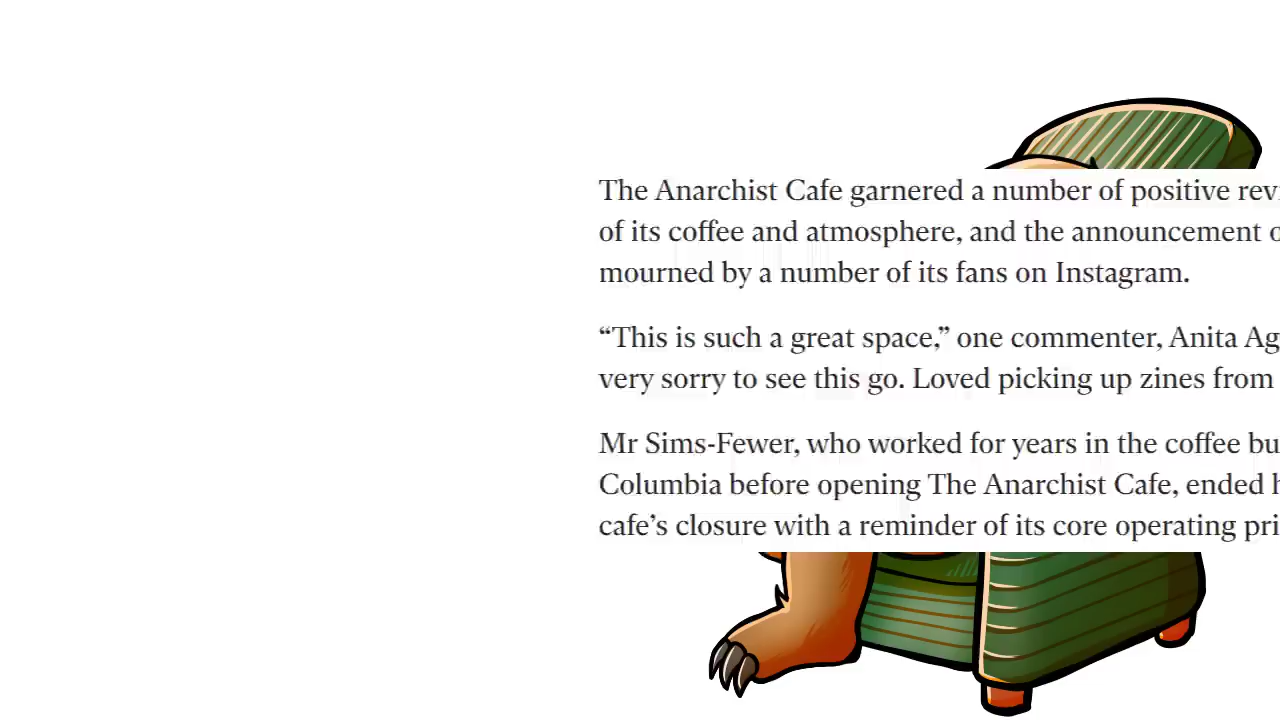 The Anarchist Cafe garnered a number of positive rev
of its coffee and atmosphere, and the announcement o
mourned by a number of its fans on Instagram.
“This is such a great space,” one commenter, Anita Ag
very sorry to see this go. Loved picking up zines from
Mr Sims-Fewer, who worked for years in the coffee bu
Columbia before opening The Anarchist Cafe, ended h
cafe’s closure with a reminder of its core operating pri